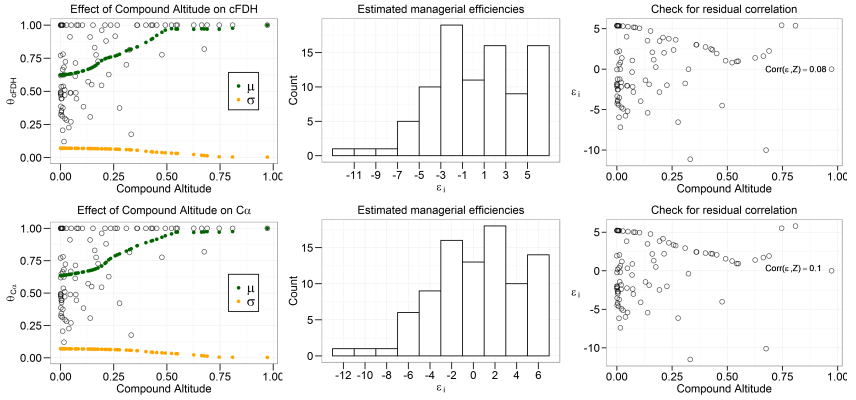 Effect of Compound Altitude on cFDH
θcFDH
1.00
0.75
0.50
0.25
0.00
μ
σ
0.00 0.25 0.50 0.75 1.00
Compound Altitude
Estimated managerial efficiencies
Count
15
10
5
0
-11 -9 -7 -5 -3 -1 1 3 5
εi
Check for residual correlation
εi
5
0
-5
-10
Corr(ε,Z) = 0.08
0.00 0.25 0.50 0.75 1.00
Compound Altitude
Effect of Compound Altitude on Cα
θCα
1.00
0.75
0.50
0.25
0.00
μ
σ
0.00 0.25 0.50 0.75 1.00
Compound Altitude
Estimated managerial efficiencies
Count
15
10
5
0
-12 -10 -8 -6 -4 -2 0 2 4 6
εi
Check for residual correlation
εi
5
0
-5
-10
Corr(ε,Z) = 0.1
0.00 0.25 0.50 0.75 1.00
Compound Altitude